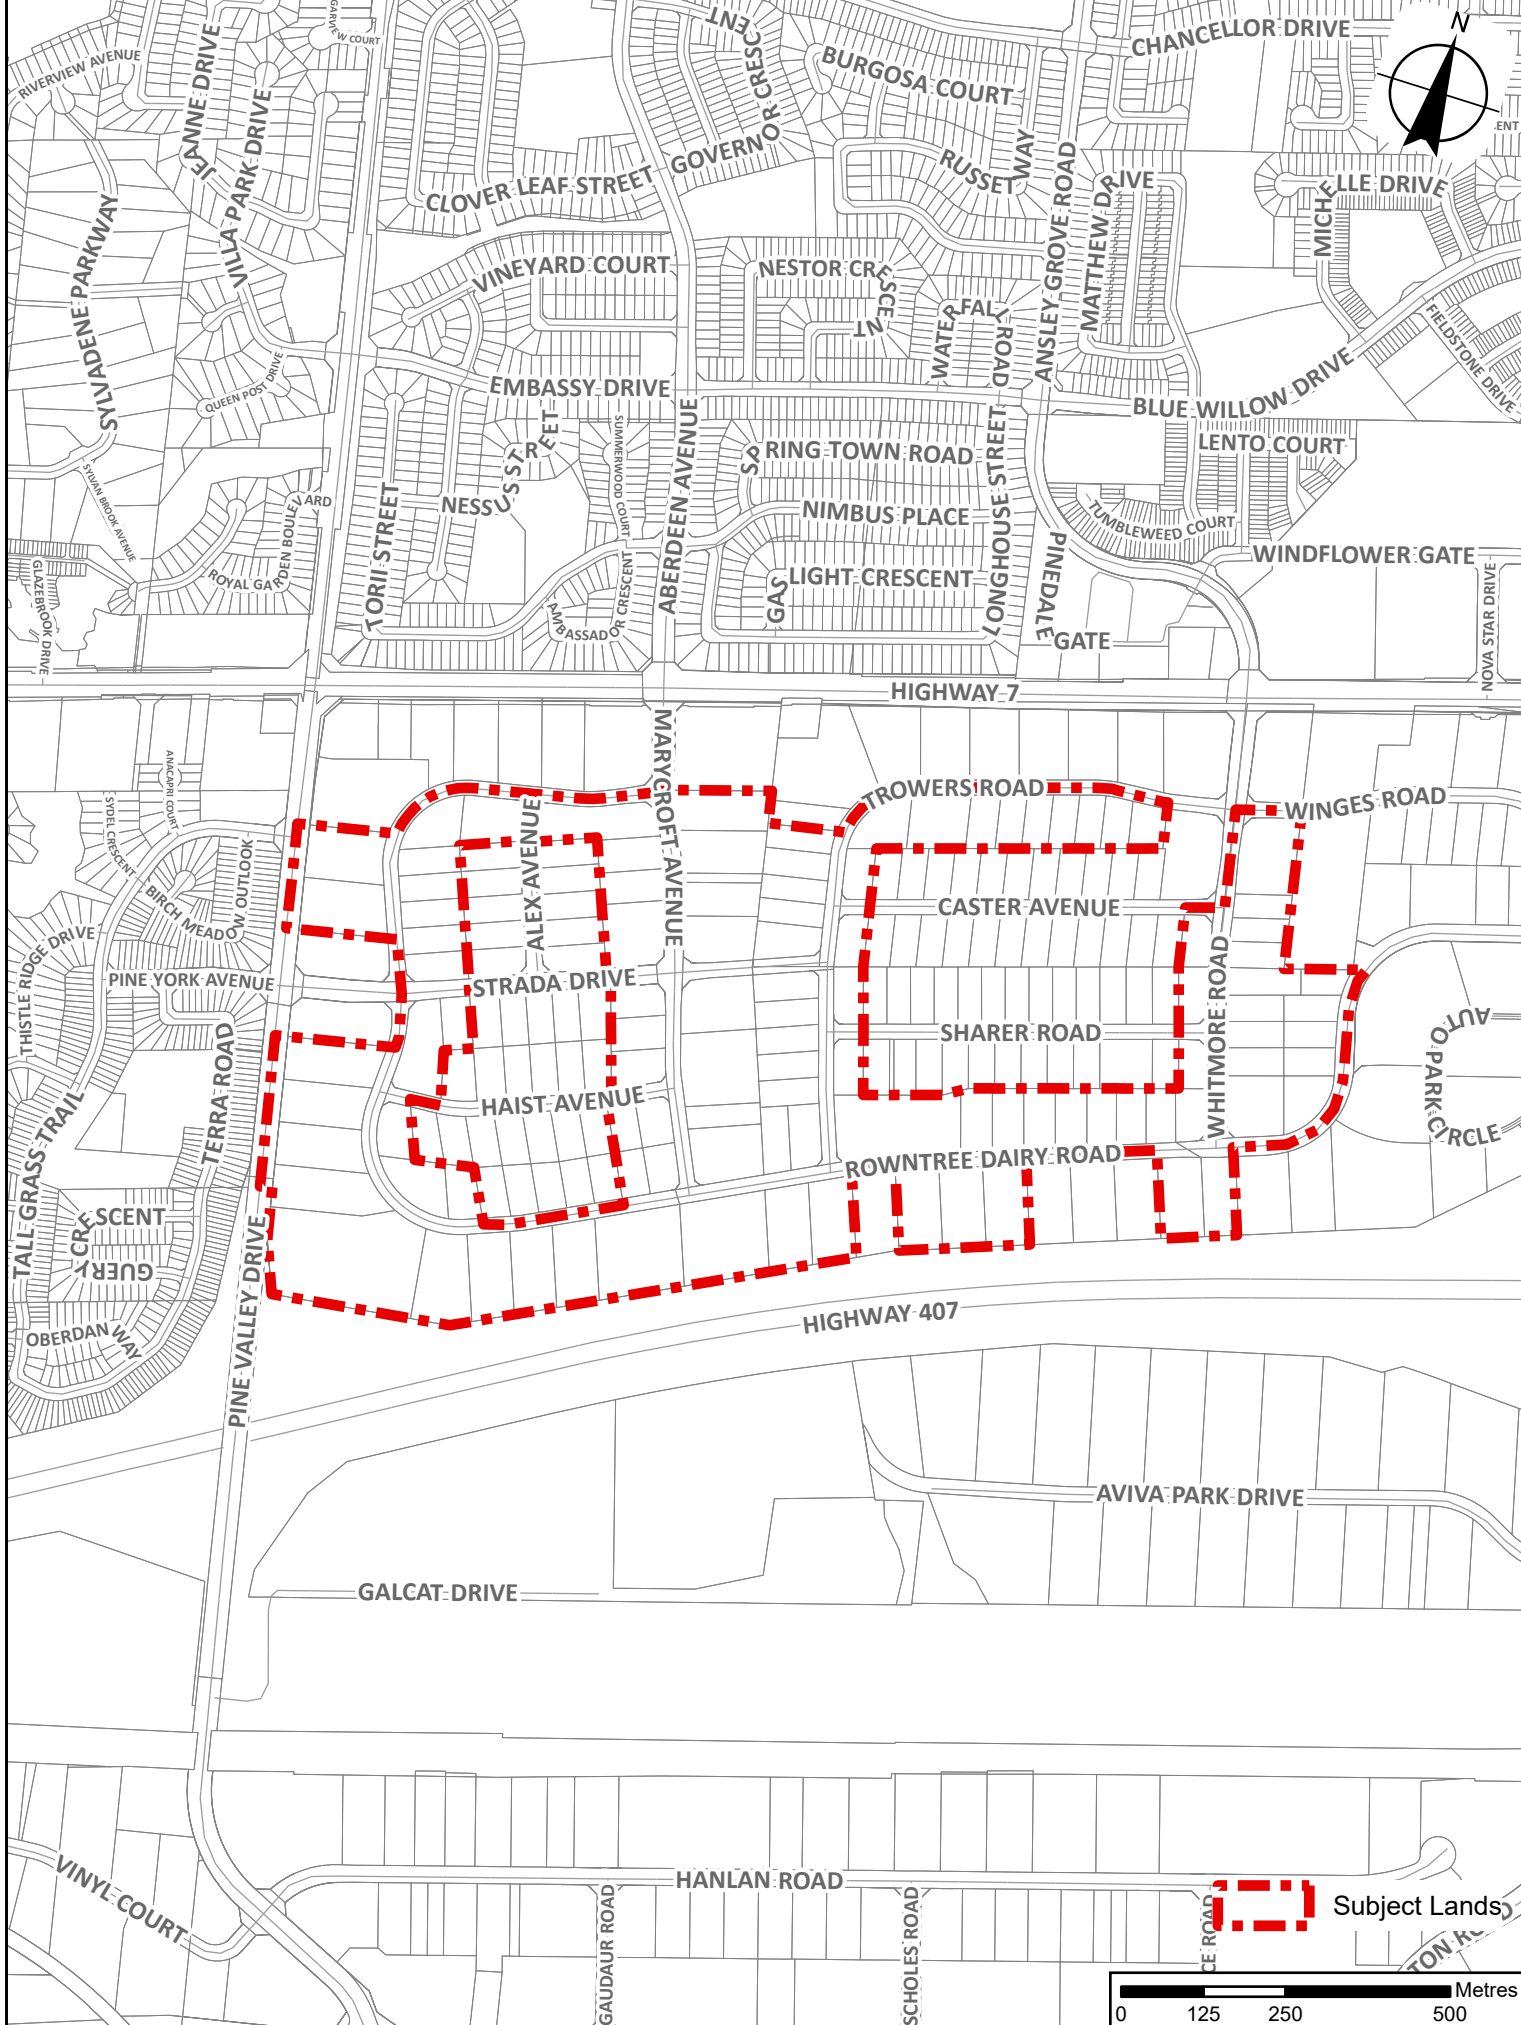 N
CHANCELLOR DRIVE
GOVERNOR CRESCENT
BURGOSA COURT
RIVERVIEW AVENUE
JEANNE DRIVE
VILLA PARK DRIVE
RUSSET WAY
MATTHEW DRIVE
MICHELLE DRIVE
CLOVER LEAF STREET
SYLVADENE PARKWAY
ANSLEY GROVE ROAD
VINEYARD COURT
NESTOR CRESCENT
WATERFALL ROAD
FIELDSTONE DRIVE
QUEEN POST DRIVE
EMBASSY DRIVE
BLUE WILLOW DRIVE
LENTO COURT
SPRING TOWN ROAD
SUMMERWOOD COURT
NESSUS STREET
SYLVAN BROOK AVENUE
ROYAL GARDEN BOULEVARD
TORII STREET
ABERDEEN AVENUE
NIMBUS PLACE
LONGHOUSE STREET
TUMBLEWEED COURT
WINDFLOWER GATE
GASLIGHT CRESCENT
PINEDALE GATE
AMBASSADOR CRESCENT
GLAZEBROOK DRIVE
NOVA STAR DRIVE
HIGHWAY 7
ANACAPRI COURT
MARYCROFT AVENUE
TROWERS ROAD
WINGES ROAD
SYDEL CRESCENT
BIRCH MEADOW OUTLOOK
ALEX AVENUE
CASTER AVENUE
THISTLE RIDGE DRIVE
PINE YORK AVENUE
STRADA DRIVE
SHARER ROAD
WHITMORE ROAD
AUTO PARK CIRCLE
TERRA ROAD
HAIST AVENUE
TALL GRASS TRAIL
ROWNTREE DAIRY ROAD
GUERY CRESCENT
PINE VALLEY DRIVE
OBERDAN WAY
HIGHWAY 407
AVIVA PARK DRIVE
GALCAT DRIVE
HANLAN ROAD
VINYL COURT
GAUDAUR ROAD
SCHOLES ROAD
CE ROAD
Subject Lands
TON RO D
Metres
0 125 250 500